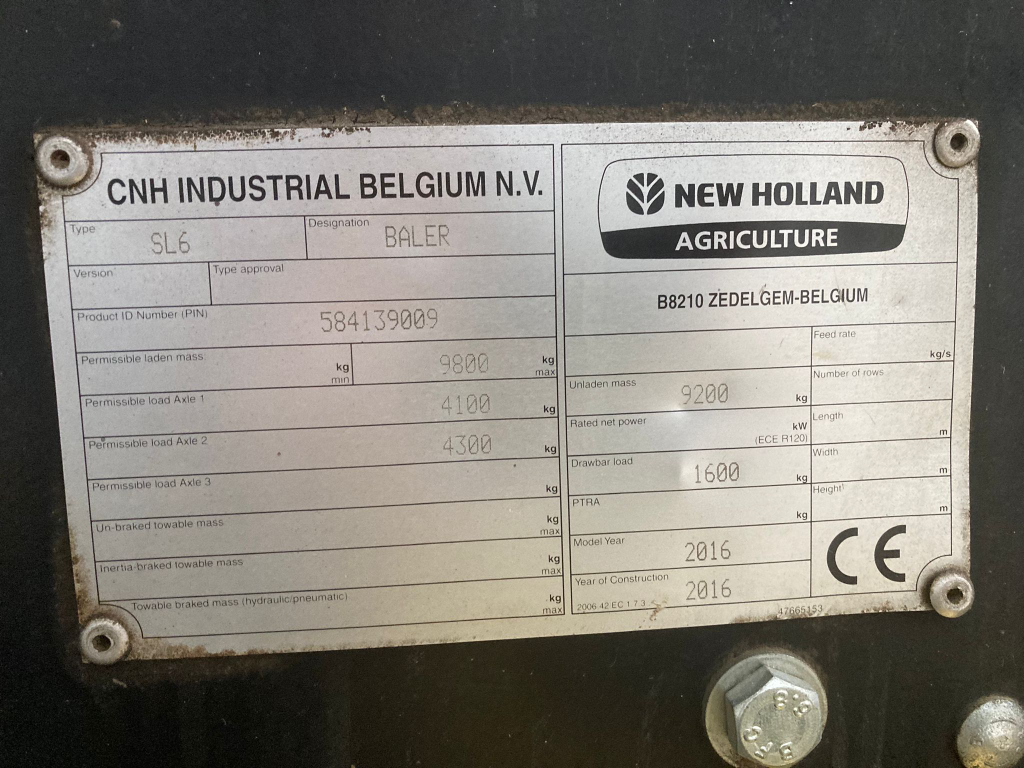 CNH INDUSTRIAL BELGIUM N.V.
Type SL6
Designation BALER
Version
Type approval
Product ID Number (PIN) 584139009
Permissible laden mass: kg min 9800 kg max
Permissible load Axle 1 4100 kg
Permissible load Axle 2 4300 kg
Permissible load Axle 3 kg
Un-braked towable mass kg max
Inertia-braked towable mass kg max
Towable braked mass (hydraulic/pneumatic) kg max
NEW HOLLAND
AGRICULTURE
B8210 ZEDELGEM-BELGIUM
Feed rate kg/s
Unladen mass 9200 kg
Number of rows
Rated net power kW (ECE R120)
Length m
Drawbar load 1600 kg
Width m
PTRA kg
Height m
Model Year 2016
Year of Construction 2016
2006 42 EC 1 7 3
CE
47665153
8.8